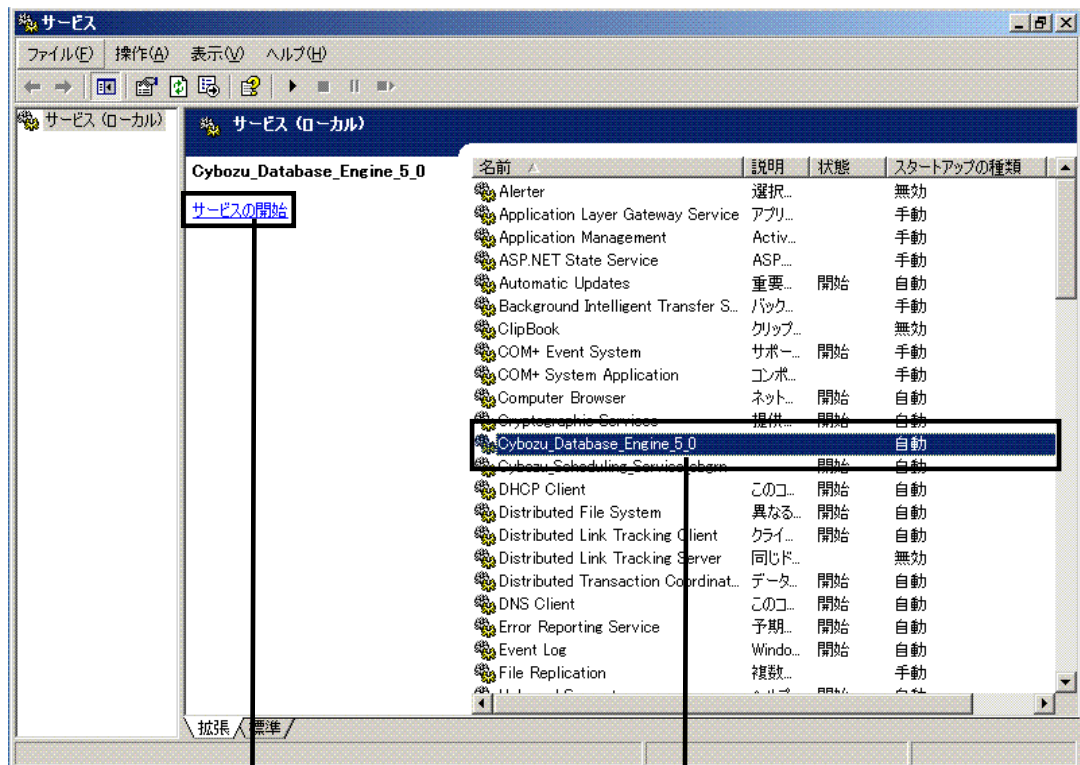 サービス
ファイル(F) 操作(A) 表示(V) ヘルプ(H)
サービス (ローカル)
サービス (ローカル)
Cybozu_Database_Engine_5_0
サービスの開始
名前 説明 状態 スタートアップの種類
Alerter 選択... 無効
Application Layer Gateway Service アプリ... 手動
Application Management Activ... 手動
ASP.NET State Service ASP.... 手動
Automatic Updates 重要... 開始 自動
Background Intelligent Transfer S... バック... 手動
ClipBook クリップ... 無効
COM+ Event System サポー... 開始 手動
COM+ System Application コンポ... 手動
Computer Browser ネット... 開始 自動
Cryptographic Services 提供... 開始 自動
Cybozu_Database_Engine_5_0 自動
Cybozu_Scheduling_Service_cbgrn 開始 自動
DHCP Client このコ... 開始 自動
Distributed File System 異なる... 開始 自動
Distributed Link Tracking Client クライ... 開始 自動
Distributed Link Tracking Server 同じド... 無効
Distributed Transaction Coordinat... データ... 開始 自動
DNS Client このコ... 開始 自動
Error Reporting Service 予期... 開始 自動
Event Log Windo... 開始 自動
File Replication 複数... 手動
拡張 標準